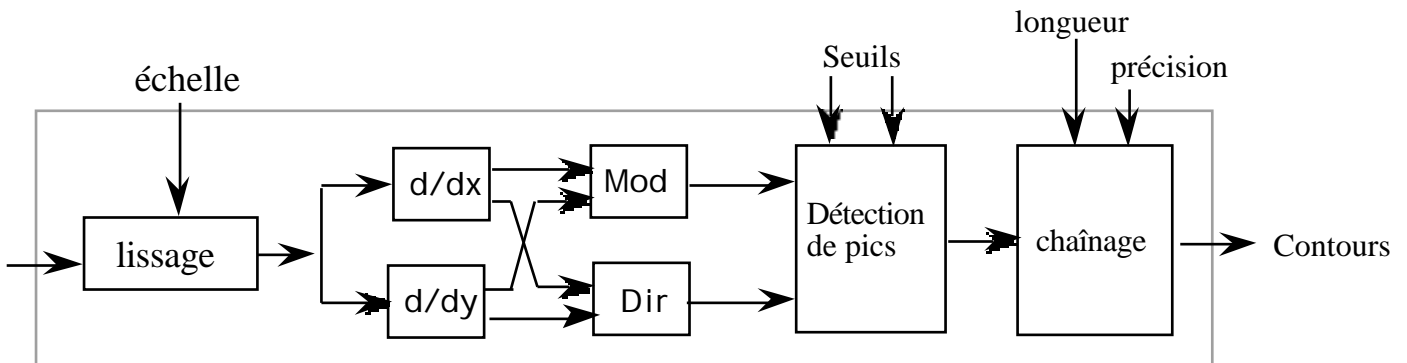 longueur
Seuils
précision
échelle
d/dx
Mod
lissage
Détection
de pics
chaînage
Contours
d/dy
Dir